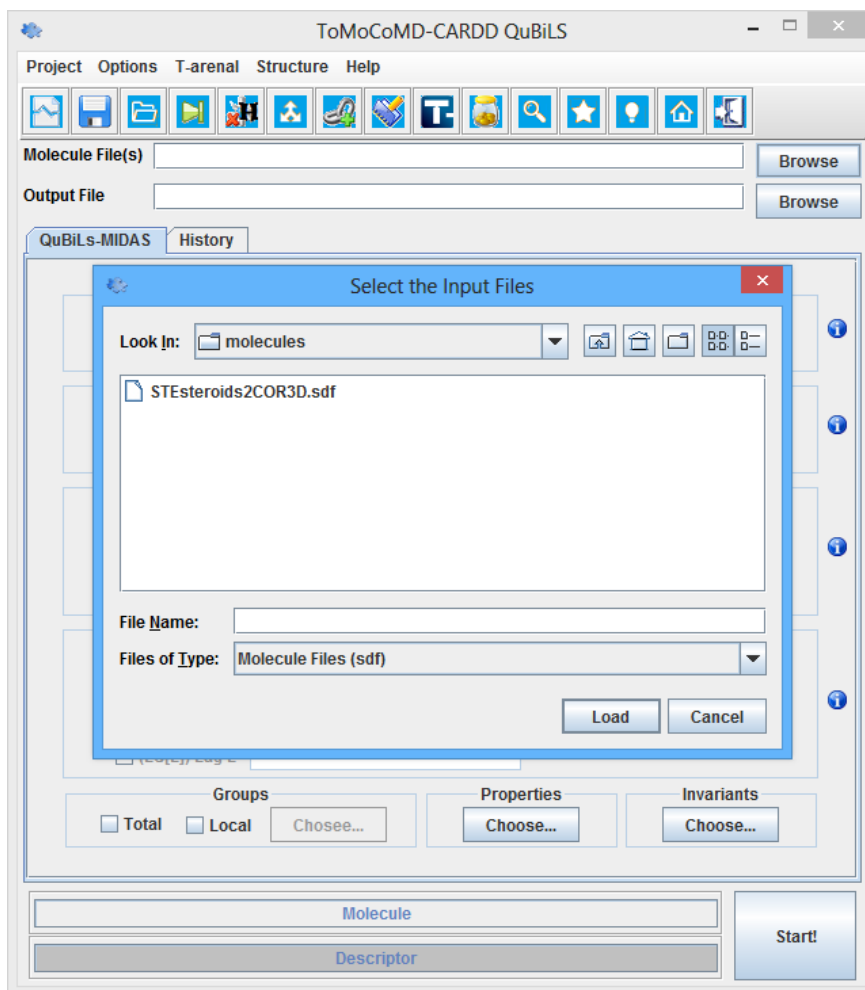 ToMoCoMD-CARDD QuBiLS
Project Options T-arenal Structure Help
Molecule File(s) Browse
Output File Browse
QuBiLs-MIDAS History
Select the Input Files
Look In: molecules
STEsteroids2COR3D.sdf
File Name:
Files of Type: Molecule Files (sdf)
Load Cancel
Groups Properties Invariants
Total Local Chosee... Choose... Choose...
Molecule
Start!
Descriptor